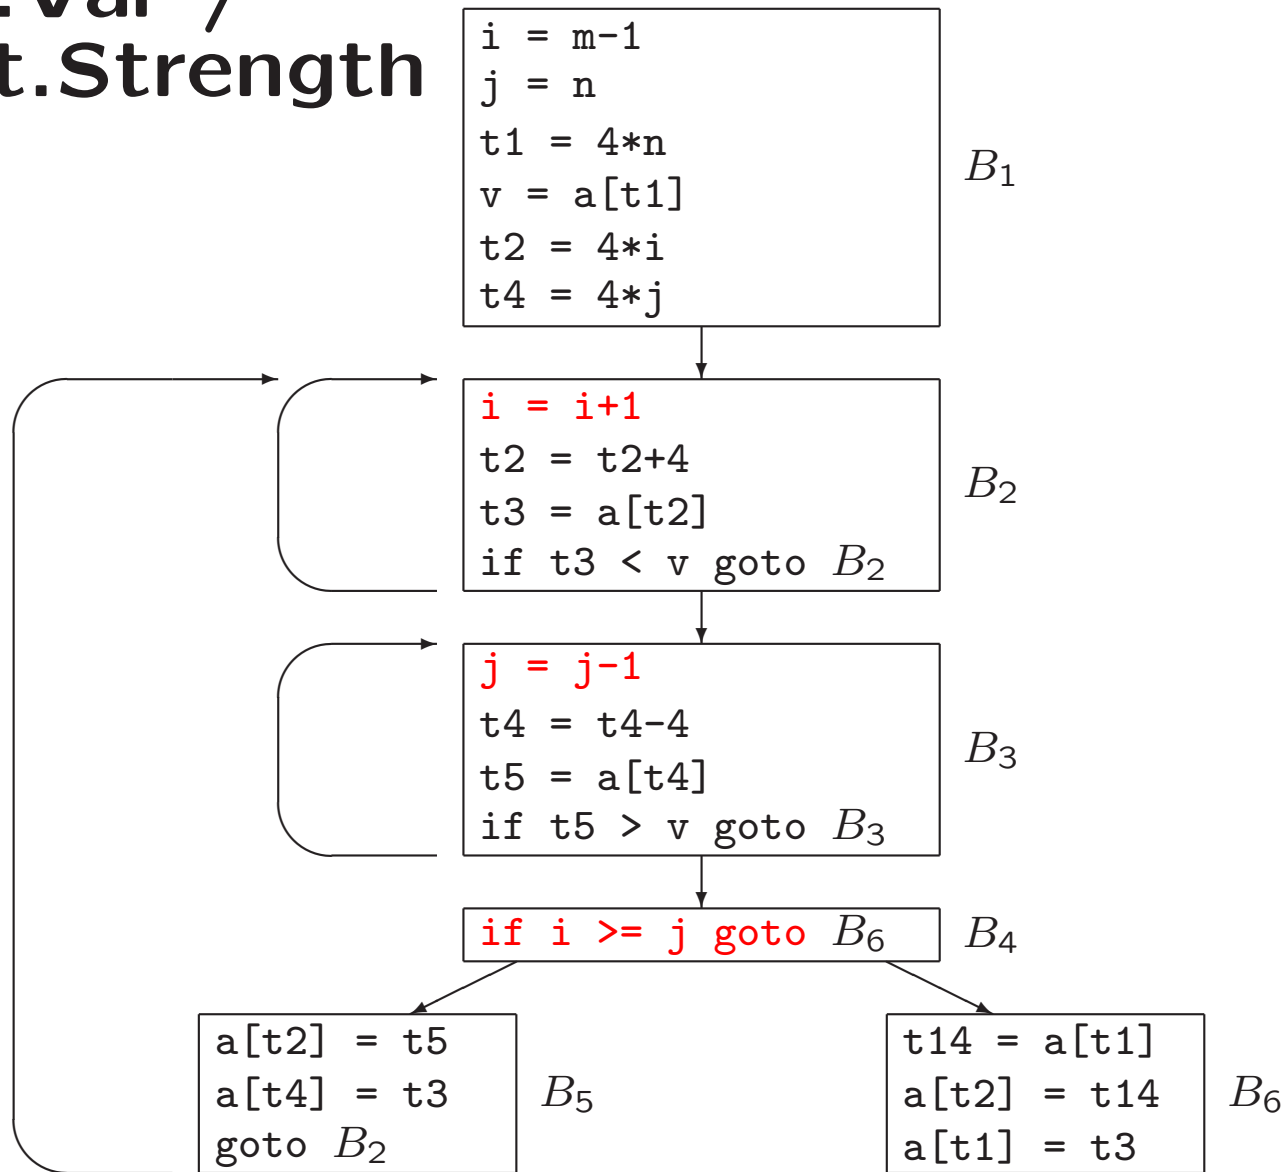 t.Strength
i = m-1
j = n
t1 = 4*n
v = a[t1]
t2 = 4*i
t4 = 4*j
B1
i = i+1
t2 = t2+4
t3 = a[t2]
if t3 < v goto B2
B2
j = j-1
t4 = t4-4
t5 = a[t4]
if t5 > v goto B3
B3
if i >= j goto B6
B4
a[t2] = t5
a[t4] = t3
goto B2
B5
t14 = a[t1]
a[t2] = t14
a[t1] = t3
B6